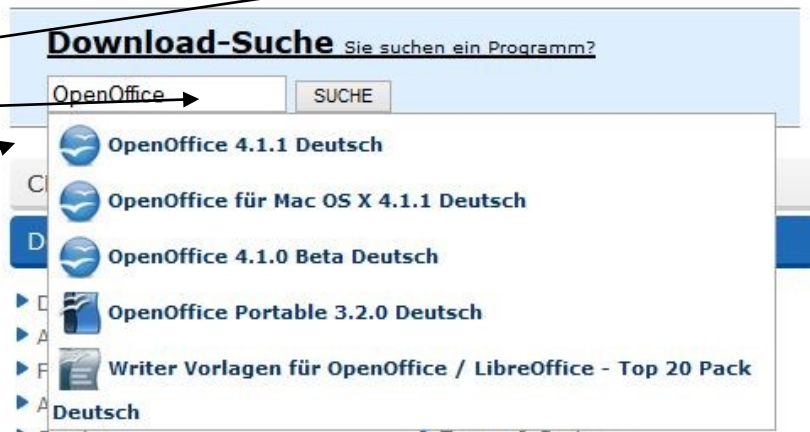 Download-Suche Sie suchen ein Programm?
OpenOffice SUCHE
OpenOffice 4.1.1 Deutsch
OpenOffice für Mac OS X 4.1.1 Deutsch
OpenOffice 4.1.0 Beta Deutsch
OpenOffice Portable 3.2.0 Deutsch
Writer Vorlagen für OpenOffice / LibreOffice - Top 20 Pack
Deutsch